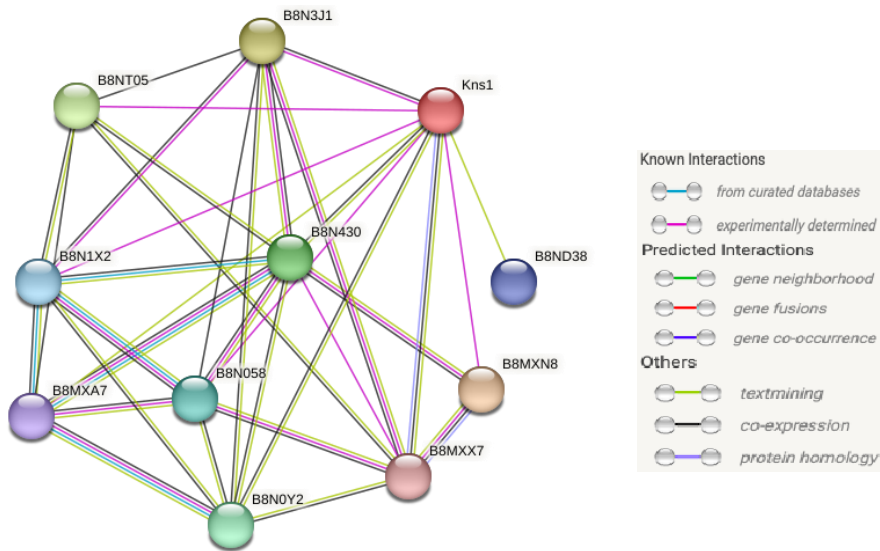 B8N3J1
B8NT05
Kns1
B8N430
B8N1X2
B8ND38
B8MXN8
B8N058
B8MXA7
B8MXX7
B8N0Y2
Known Interactions
from curated databases
experimentally determined
Predicted Interactions
gene neighborhood
gene fusions
gene co-occurrence
Others
textmining
co-expression
protein homology